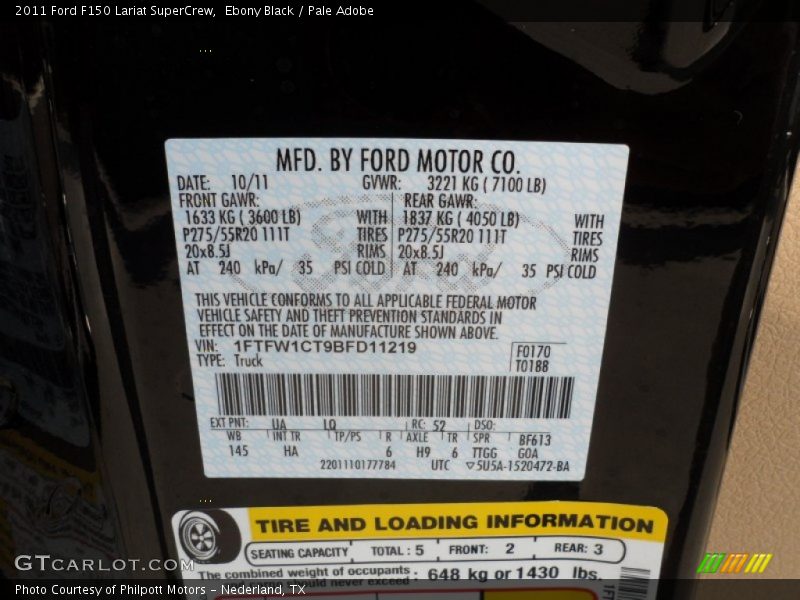 2011 Ford F150 Lariat SuperCrew,  Ebony Black / Pale Adobe
MFD. BY FORD MOTOR CO.
DATE: 10/11 GVWR: 3221 KG ( 7100 LB)
FRONT GAWR: REAR GAWR:
1633 KG ( 3600 LB) WITH 1837 KG ( 4050 LB) WITH
P275/55R20 111T TIRES P275/55R20 111T TIRES
20x8.5J RIMS 20x8.5J RIMS
AT 240 kPa/ 35 PSI COLD AT 240 kPa/ 35 PSI COLD
THIS VEHICLE CONFORMS TO ALL APPLICABLE FEDERAL MOTOR
VEHICLE SAFETY AND THEFT PREVENTION STANDARDS IN
EFFECT ON THE DATE OF MANUFACTURE SHOWN ABOVE.
VIN: 1FTFW1CT9BFD11219 F0170
TYPE: Truck T0188
EXT PNT: UA LQ RC: 52 DSO:
WB INT TR TP/PS R AXLE TR SPR BF613
145 HA 6 H9 6 TTGG GOA
2201110177784 UTC ▽5U5A-1520472-BA
TIRE AND LOADING INFORMATION
SEATING CAPACITY TOTAL : 5 FRONT: 2 REAR: 3
The combined weight of occupants
never exceed 648 kg or 1430 lbs.
GTCarlot.com
Photo Courtesy of Philpott Motors - Nederland, TX